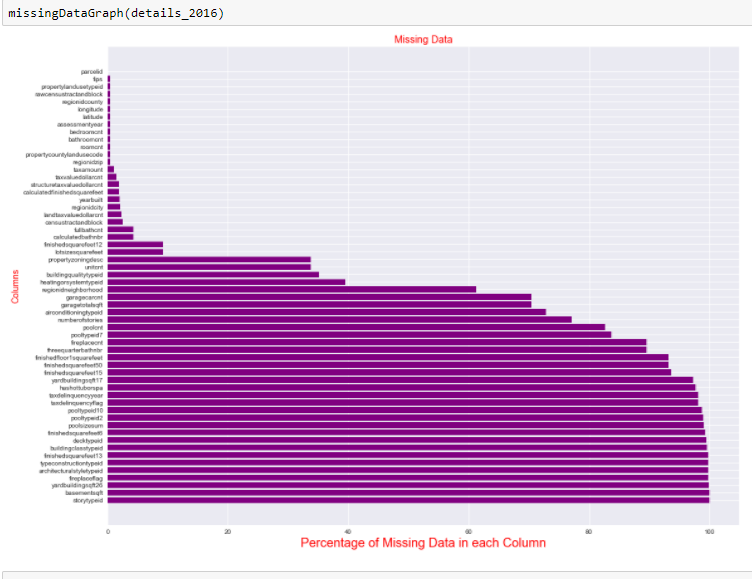 missingDataGraph(details_2016)
Missing Data
Columns
parcelid
fips
propertylandusetypeid
rawcensustractandblock
regionidcounty
longitude
latitude
assessmentyear
bedroomcnt
bathroomcnt
roomcnt
propertycountylandusecode
regionidzip
taxamount
taxvaluedollarcnt
structuretaxvaluedollarcnt
calculatedfinishedsquarefeet
yearbuilt
regionidcity
landtaxvaluedollarcnt
censustractandblock
fullbathcnt
calculatedbathnbr
finishedsquarefeet12
lotsizesquarefeet
propertyzoningdesc
unitcnt
buildingqualitytypeid
heatingorsystemtypeid
regionidneighborhood
garagecarcnt
garagetotalsqft
airconditioningtypeid
numberofstories
poolcnt
pooltypeid7
fireplacecnt
threequarterbathnbr
finishedfloor1squarefeet
finishedsquarefeet50
finishedsquarefeet15
yardbuildingsqft17
hashottuborspa
taxdelinquencyyear
taxdelinquencyflag
pooltypeid10
pooltypeid2
poolsizesum
finishedsquarefeet6
decktypeid
buildingclasstypeid
finishedsquarefeet13
typeconstructiontypeid
architecturalstyletypeid
fireplaceflag
yardbuildingsqft26
basementsqft
storytypeid
0 20 40 60 80 100
Percentage of Missing Data in each Column